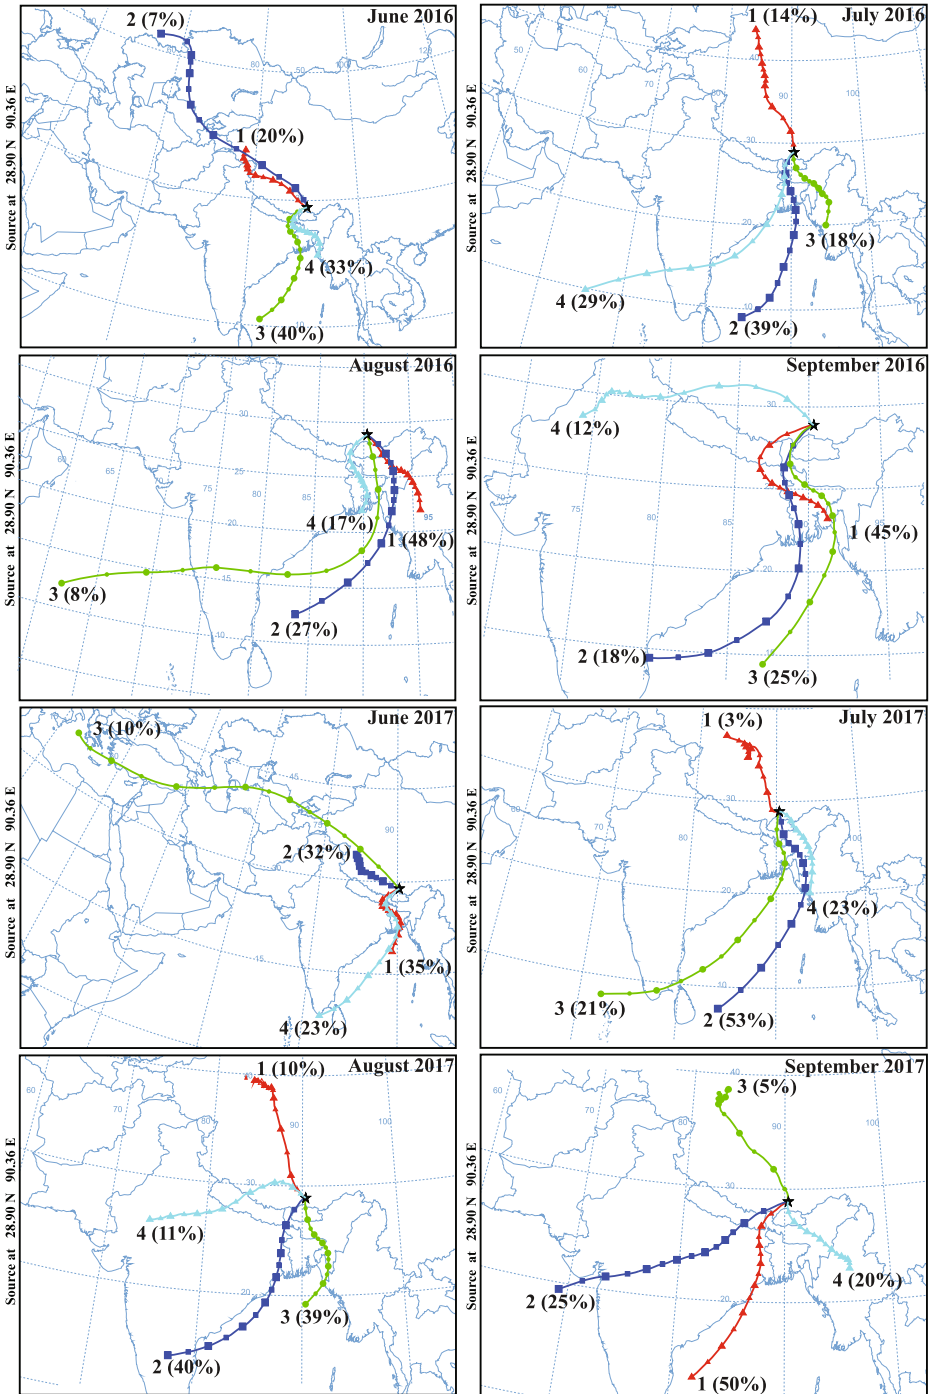 June 2016
2 (7%)
1 (20%)
4 (33%)
3 (40%)
Source at 28.90 N 90.36 E
July 2016
1 (14%)
3 (18%)
4 (29%)
2 (39%)
Source at 28.90 N 90.36 E
August 2016
4 (17%)
1 (48%)
3 (8%)
2 (27%)
Source at 28.90 N 90.36 E
September 2016
4 (12%)
1 (45%)
2 (18%)
3 (25%)
Source at 28.90 N 90.36 E
June 2017
3 (10%)
2 (32%)
1 (35%)
4 (23%)
Source at 28.90 N 90.36 E
July 2017
1 (3%)
4 (23%)
3 (21%)
2 (53%)
Source at 28.90 N 90.36 E
August 2017
1 (10%)
4 (11%)
3 (39%)
2 (40%)
Source at 28.90 N 90.36 E
September 2017
3 (5%)
4 (20%)
2 (25%)
1 (50%)
Source at 28.90 N 90.36 E